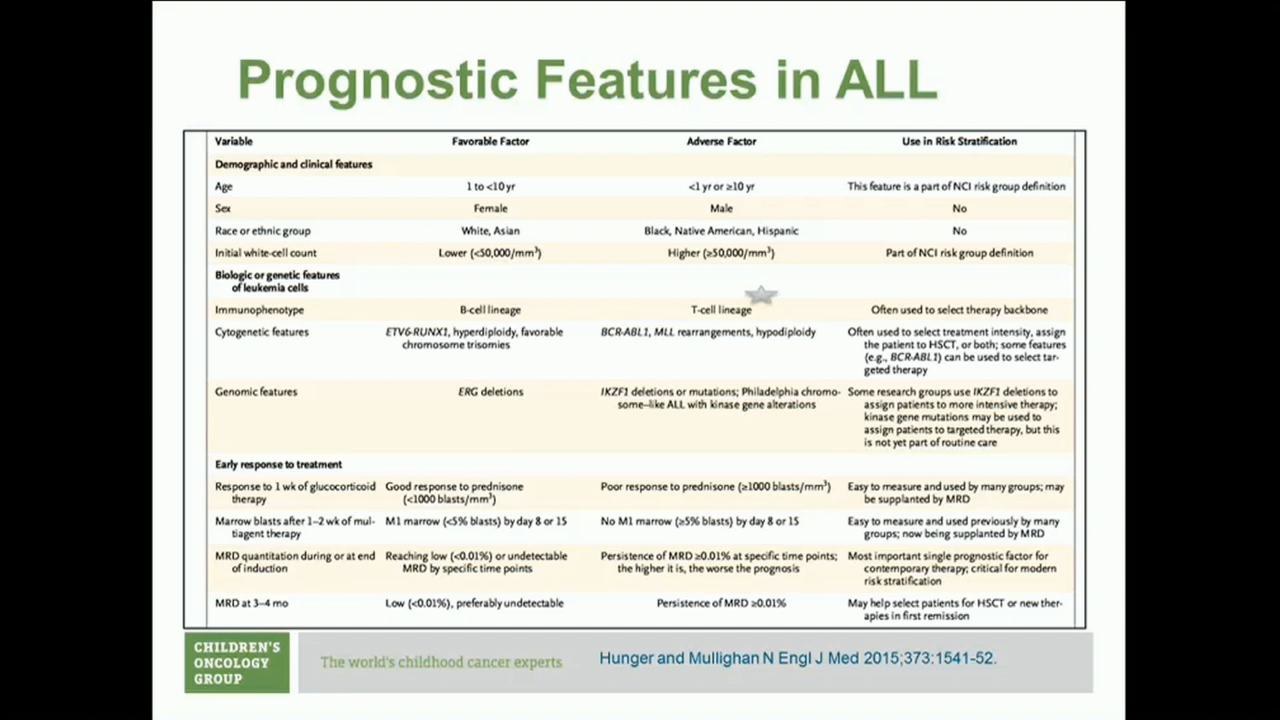 Prognostic Features in ALL
Variable Favorable Factor Adverse Factor Use in Risk Stratification
Demographic and clinical features
Age 1 to <10 yr <1 yr or ≥10 yr This feature is a part of NCI risk group definition
Sex Female Male No
Race or ethnic group White, Asian Black, Native American, Hispanic No
Initial white-cell count Lower (<50,000/mm³) Higher (≥50,000/mm³) Part of NCI risk group definition
Biologic or genetic features
of leukemia cells
Immunophenotype B-cell lineage T-cell lineage Often used to select therapy backbone
Cytogenetic features ETV6-RUNX1, hyperdiploidy, favorable BCR-ABL1, MLL rearrangements, hypodiploidy Often used to select treatment intensity, assign
chromosome trisomies the patient to HSCT, or both; some features
(e.g., BCR-ABL1) can be used to select tar-
geted therapy
Genomic features ERG deletions IKZF1 deletions or mutations; Philadelphia chromo- Some research groups use IKZF1 deletions to
some–like ALL with kinase gene alterations assign patients to more intensive therapy;
kinase gene mutations may be used to
assign patients to targeted therapy, but this
is not yet part of routine care
Early response to treatment
Response to 1 wk of glucocorticoid Good response to prednisone Poor response to prednisone (≥1000 blasts/mm³) Easy to measure and used by many groups; may
therapy (<1000 blasts/mm³) be supplanted by MRD
Marrow blasts after 1–2 wk of mul- M1 marrow (<5% blasts) by day 8 or 15 No M1 marrow (≥5% blasts) by day 8 or 15 Easy to measure and used previously by many
tiagent therapy groups; now being supplanted by MRD
MRD quantitation during or at end Reaching low (<0.01%) or undetectable Persistence of MRD ≥0.01% at specific time points; Most important single prognostic factor for
of induction MRD by specific time points the higher it is, the worse the prognosis contemporary therapy; critical for modern
risk stratification
MRD at 3–4 mo Low (<0.01%), preferably undetectable Persistence of MRD ≥0.01% May help select patients for HSCT or new ther-
apies in first remission
CHILDREN'S
ONCOLOGY
GROUP
The world's childhood cancer experts
Hunger and Mullighan N Engl J Med 2015;373:1541-52.